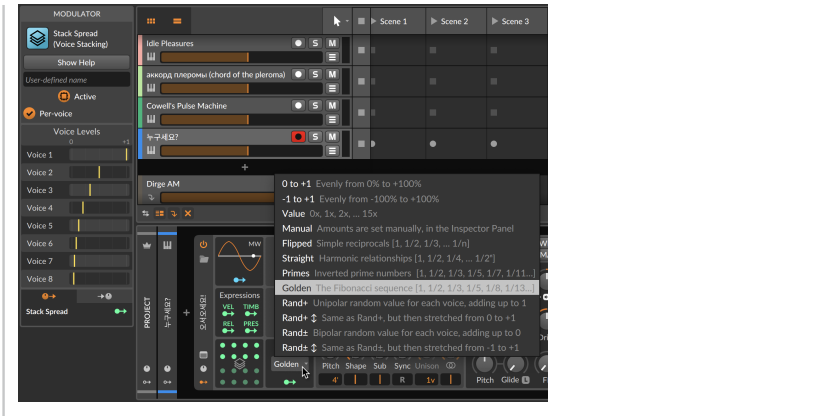 MODULATOR
Stack Spread
(Voice Stacking)
Show Help
User-defined name
Active
Per-voice
Voice Levels
0 +1
Voice 1
Voice 2
Voice 3
Voice 4
Voice 5
Voice 6
Voice 7
Voice 8
Stack Spread
Scene 1
Scene 2
Scene 3
Idle Pleasures
S M
аккорд плеромы (chord of the pleroma)
S M
Cowell's Pulse Machine
S M
누구세요?
S M
+
Dirge AM
0 to +1 Evenly from 0% to +100%
-1 to +1 Evenly from -100% to +100%
Value 0x, 1x, 2x, ... 15x
Manual Amounts are set manually, in the Inspector Panel
Flipped Simple reciprocals [1, 1/2, 1/3, ... 1/n]
Straight Harmonic relationships [1, 1/2, 1/4, ... 1/2ⁿ]
Primes Inverted prime numbers [1, 1/2, 1/3, 1/5, 1/7, 1/11...]
Golden The Fibonacci sequence [1, 1/2, 1/3, 1/5, 1/8, 1/13...]
Rand+ Unipolar random value for each voice, adding up to 1
Rand+ Same as Rand+, but then stretched from 0 to +1
Rand± Bipolar random value for each voice, adding up to 0
Rand± Same as Rand±, but then stretched from -1 to +1
PROJECT
누구세요?
+
오서오세요!
MW
Expressions
VEL TIMB
REL PRES
Golden
Pitch Shape Sub Sync Unison
4' R 1v
Pitch Glide L